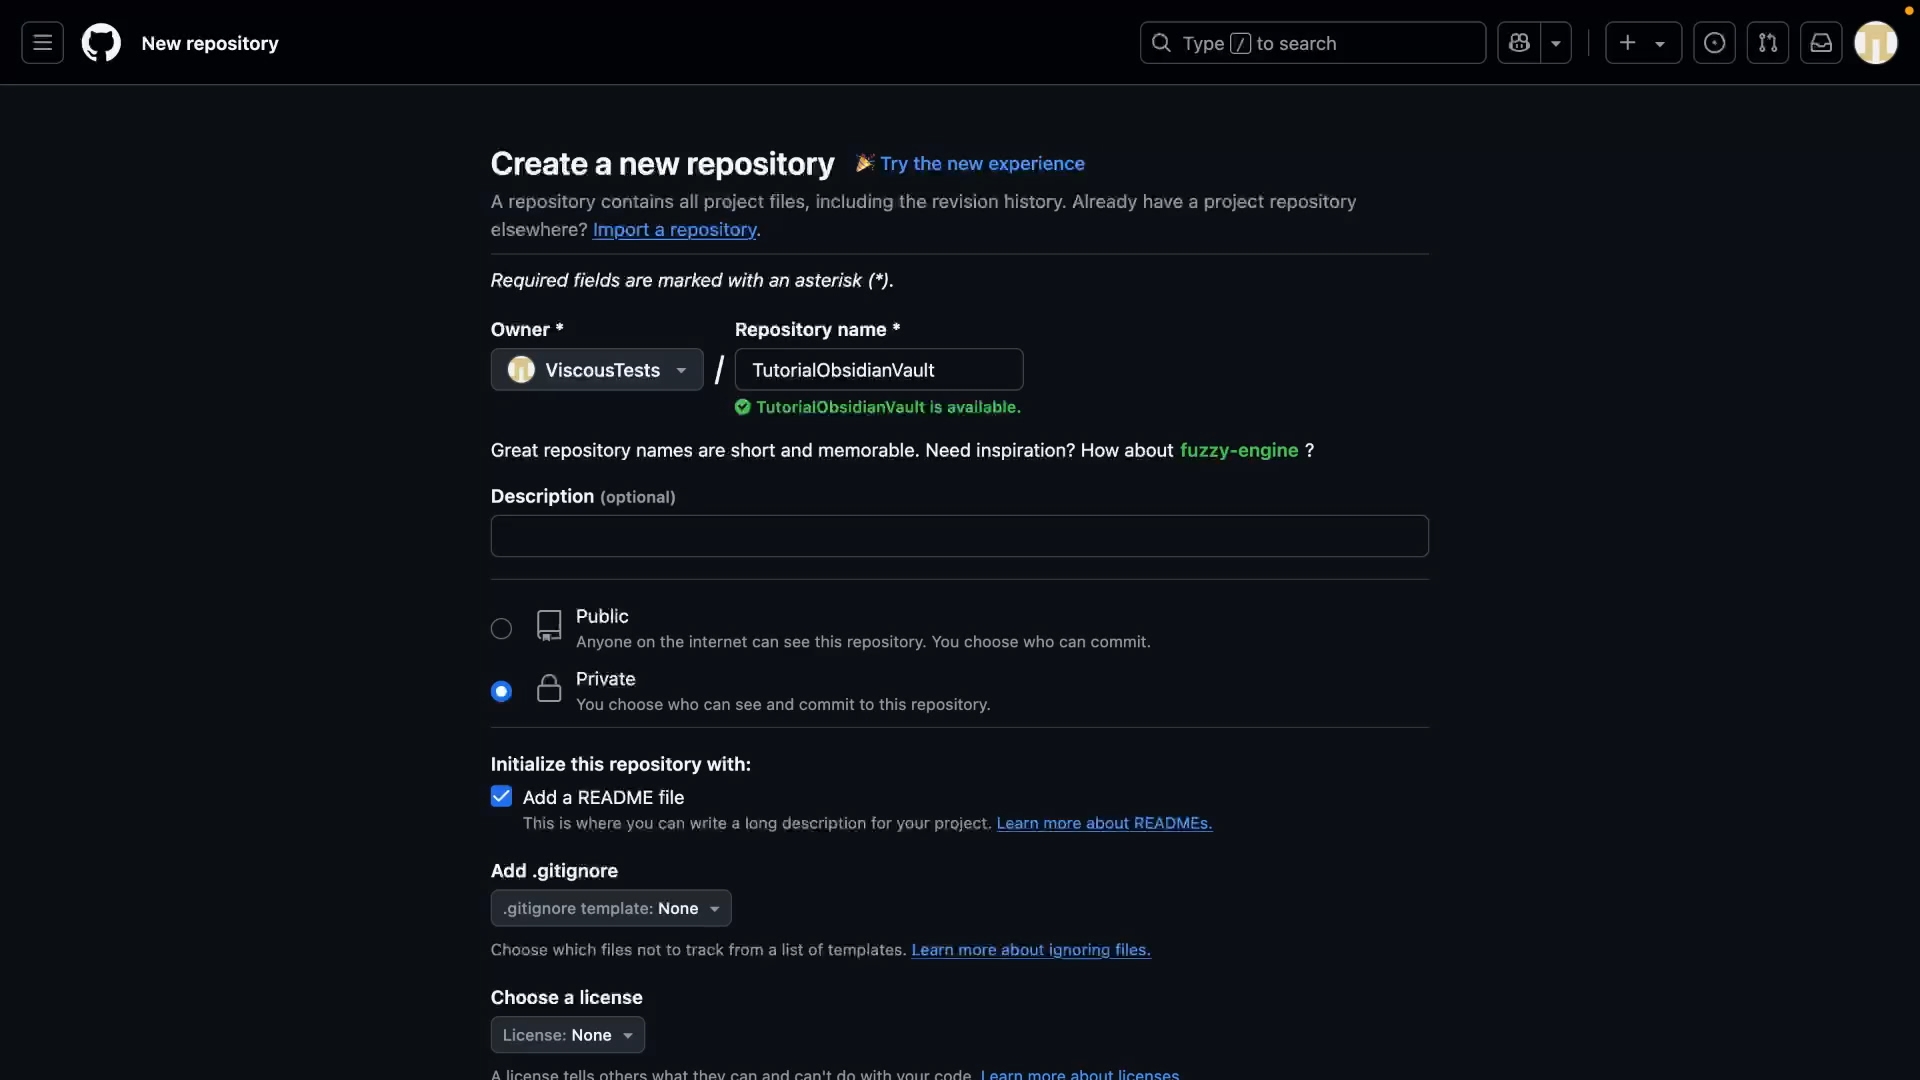 New repository
Type / to search
Create a new repository
Try the new experience
A repository contains all project files, including the revision history. Already have a project repository
elsewhere? Import a repository.
Required fields are marked with an asterisk (*).
Owner *
Repository name *
ViscousTests
/
TutorialObsidianVault
TutorialObsidianVault is available.
Great repository names are short and memorable. Need inspiration? How about fuzzy-engine ?
Description (optional)
Public
Anyone on the internet can see this repository. You choose who can commit.
Private
You choose who can see and commit to this repository.
Initialize this repository with:
Add a README file
This is where you can write a long description for your project. Learn more about READMEs.
Add .gitignore
.gitignore template: None
Choose which files not to track from a list of templates. Learn more about ignoring files.
Choose a license
License: None
A license tells others what they can and can't do with your code. Learn more about licenses.